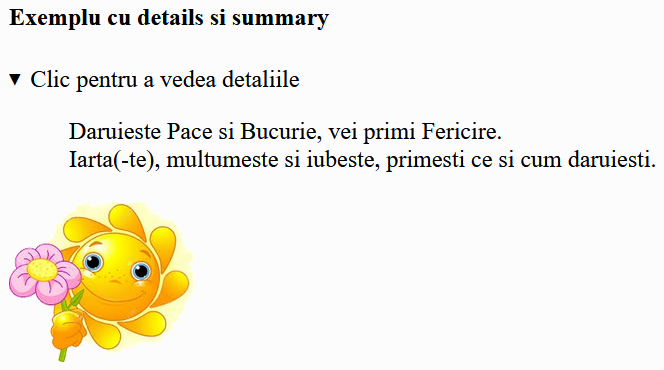 Exemplu cu details si summary
Clic pentru a vedea detaliile
Daruieste Pace si Bucurie, vei primi Fericire.
Iarta(-te), multumeste si iubeste, primesti ce si cum daruiesti.